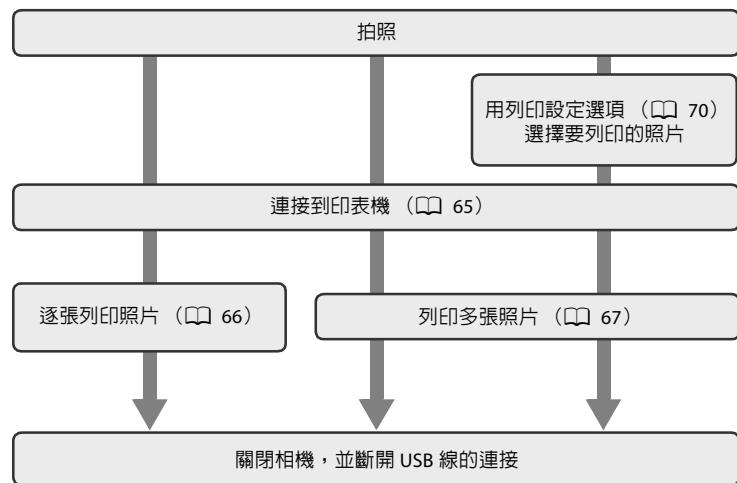 拍照
用列印設定選項 （📖 70）
選擇要列印的照片
連接到印表機 （📖 65）
逐張列印照片 （📖 66）
列印多張照片 （📖 67）
關閉相機，並斷開 USB 線的連接